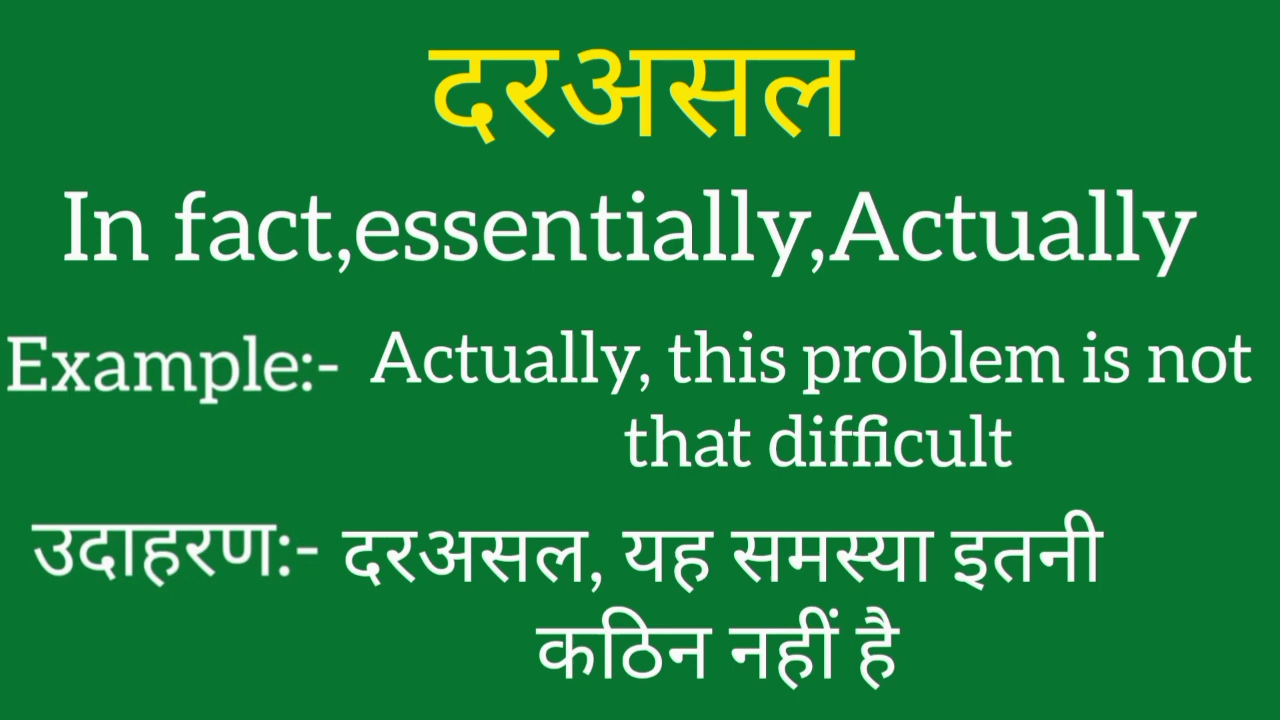 दरअसल
In fact,essentially,Actually
Example:- Actually, this problem is not
that difficult
उदाहरण:- दरअसल, यह समस्या इतनी
कठिन नहीं है